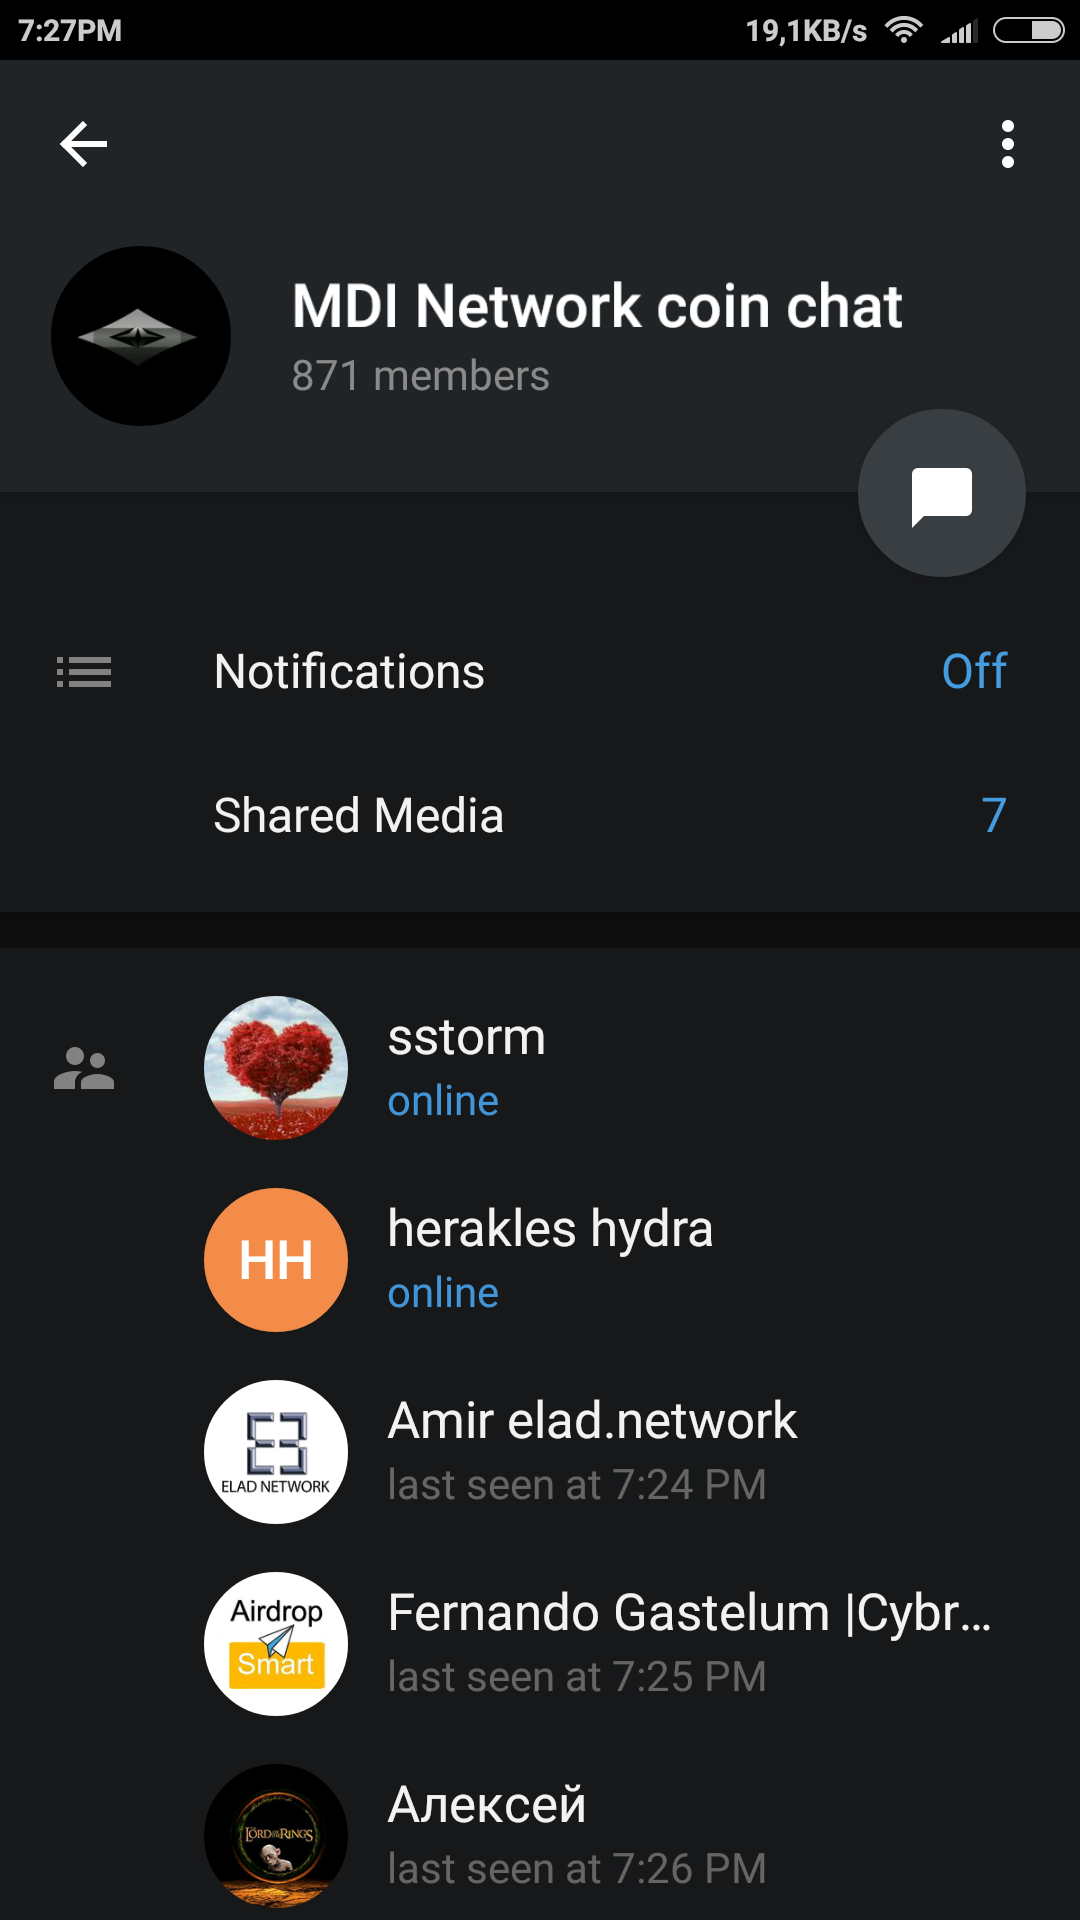 7:27PM
19,1KB/s
MDI Network coin chat
871 members
Notifications
Off
Shared Media
7
sstorm
online
HH
herakles hydra
online
ELAD NETWORK
Amir elad.network
last seen at 7:24 PM
Airdrop
Smart
Fernando Gastelum |Cybr...
last seen at 7:25 PM
LORD OF THE RINGS
Алексей
last seen at 7:26 PM